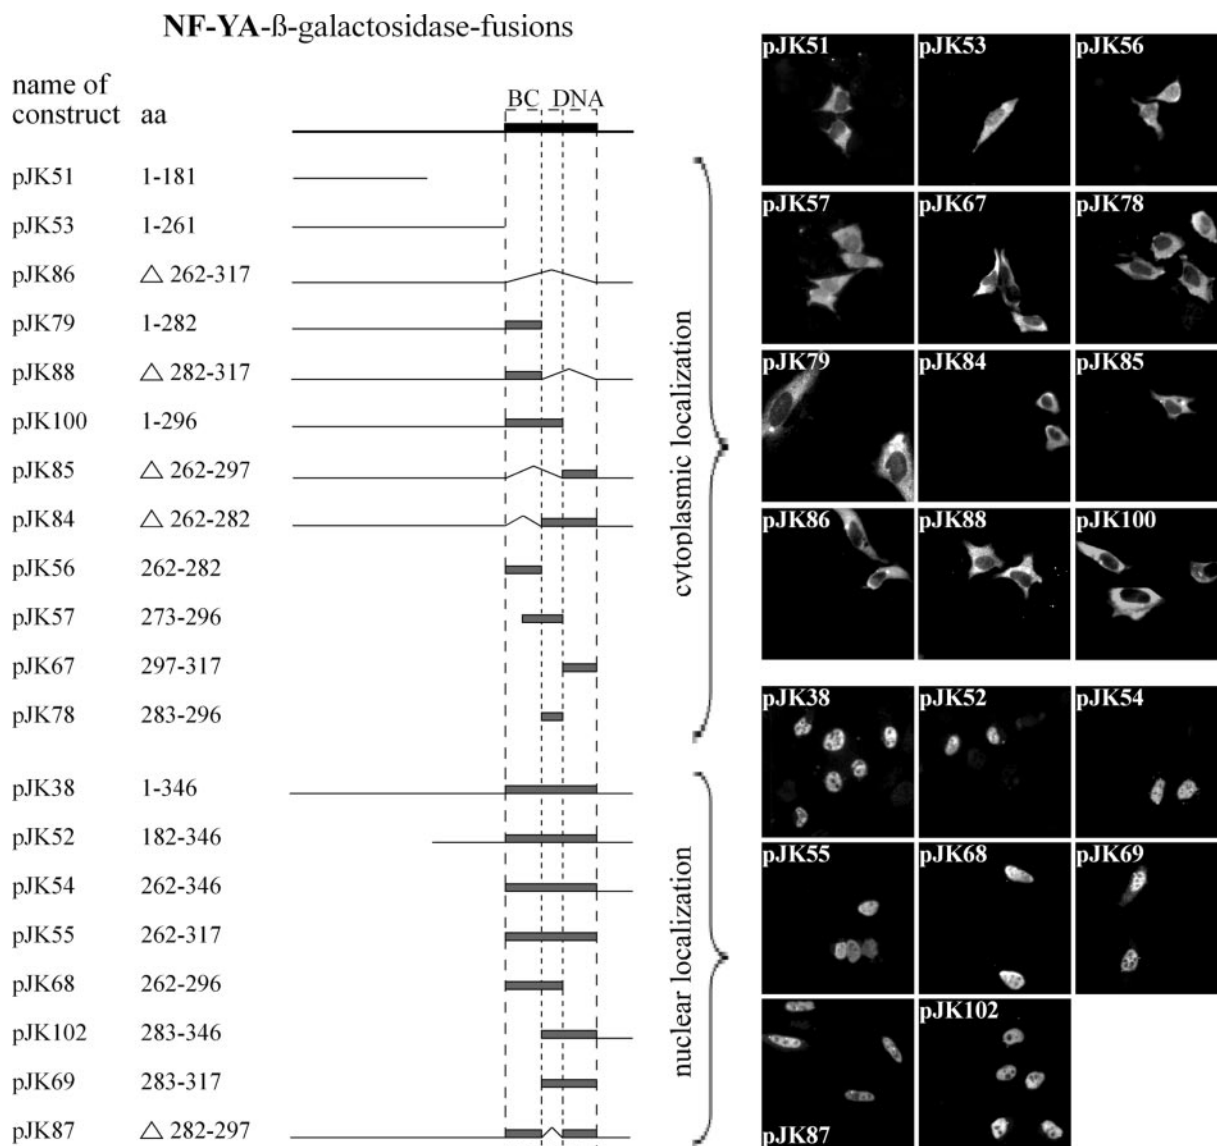 NF-YA-ß-galactosidase-fusions
name of
construct aa
BC DNA
pJK51 1-181
pJK53 1-261
pJK86 △ 262-317
pJK79 1-282
pJK88 △ 282-317
pJK100 1-296
pJK85 △ 262-297
pJK84 △ 262-282
pJK56 262-282
pJK57 273-296
pJK67 297-317
pJK78 283-296
cytoplasmic localization
pJK38 1-346
pJK52 182-346
pJK54 262-346
pJK55 262-317
pJK68 262-296
pJK102 283-346
pJK69 283-317
pJK87 △ 282-297
nuclear localization
pJK51 pJK53 pJK56
pJK57 pJK67 pJK78
pJK79 pJK84 pJK85
pJK86 pJK88 pJK100
pJK38 pJK52 pJK54
pJK55 pJK68 pJK69
pJK102
pJK87